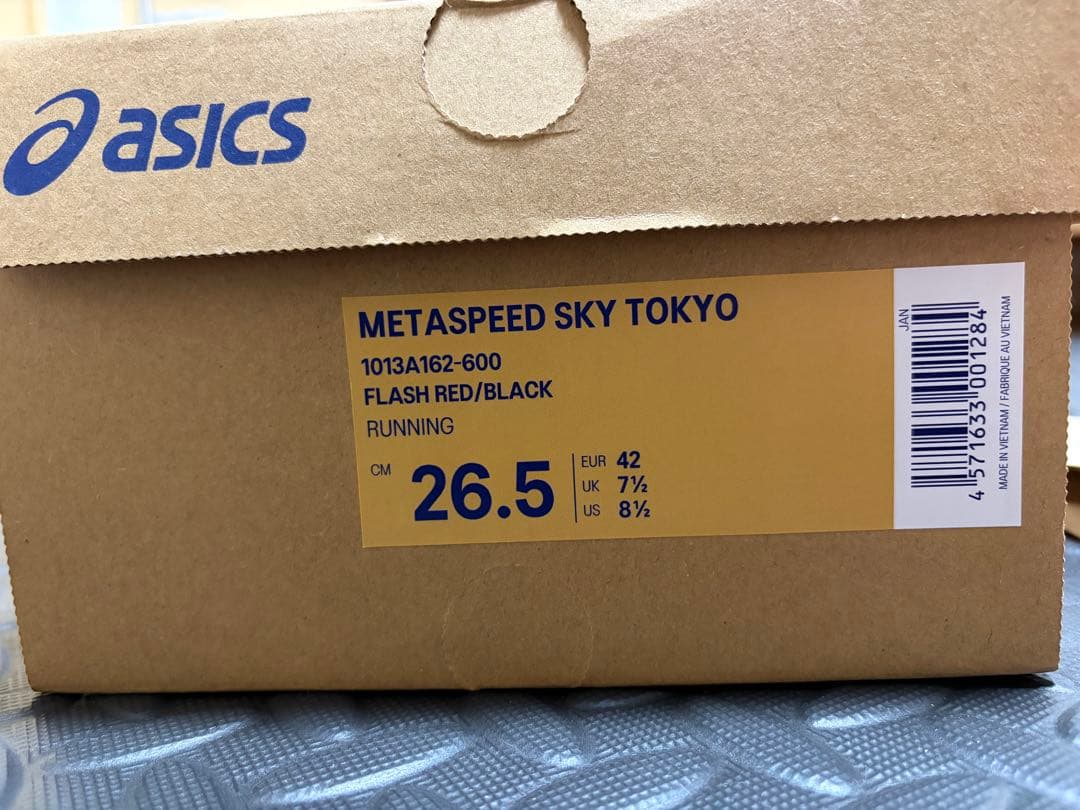 asics
METASPEED SKY TOKYO
1013A162-600
FLASH RED/BLACK
RUNNING
CM 26.5
EUR 42
UK 7½
US 8½
JAN
4 571633 001284
MADE IN VIETNAM / FABRIQUE AU VIETNAM